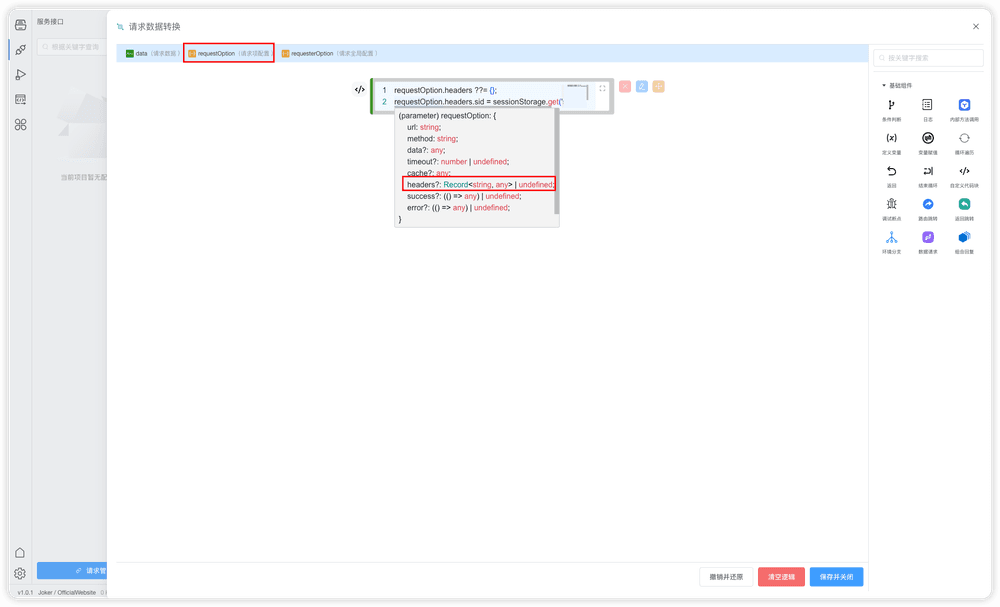 服务接口
根据关键字查询
当前项目暂无配
请求管
v1.0.1 Joker / OfficialWebsite
请求数据转换
data（请求数据）
requestOption（请求项配置）
requesterOption（请求全局配置）
1 requestOption.headers ??= {};
2 requestOption.headers.sid = sessionStorage.get('
(parameter) requestOption: {
url: string;
method: string;
data?: any;
timeout?: number | undefined;
cache?: any;
headers?: Record<string, any> | undefined;
success?: (() => any) | undefined;
error?: (() => any) | undefined;
}
按关键字搜索
基础组件
条件判断 日志 内部方法调用
定义变量 变量赋值 循环遍历
返回 结束循环 自定义代码块
调试断点 路由跳转 返回跳转
环境分支 数据请求 组合回复
撤销并还原 清空逻辑 保存并关闭